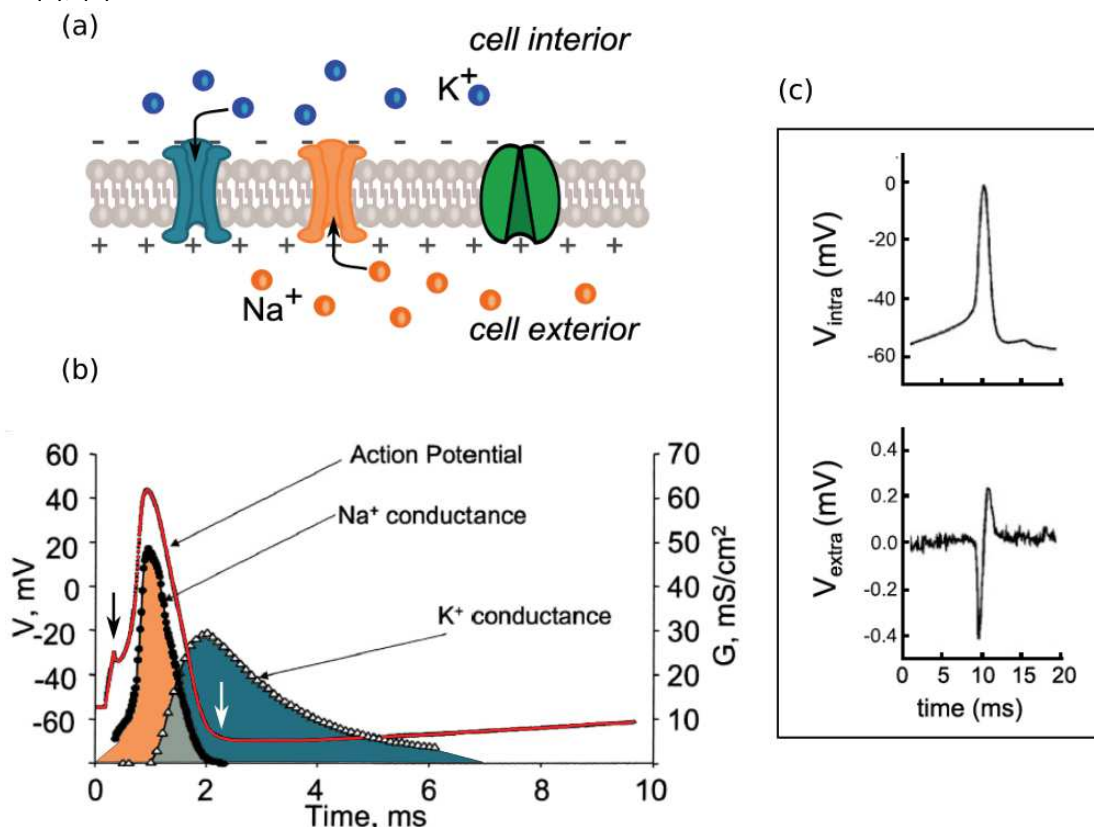 (a)
cell interior
K+
- - - - - - - - - - - -
+ + + + + + + + + + + +
Na+
cell exterior
(b)
60
40
20
0
-20
-40
-60
V, mV
Action Potential
Na+ conductance
K+ conductance
70
60
50
40
30
20
10
0
G, mS/cm2
0 2 4 6 8 10
Time, ms
(c)
0
-20
-40
-60
Vintra (mV)
0.4
0.2
0.0
-0.2
-0.4
Vextra (mV)
0 5 10 15 20
time (ms)